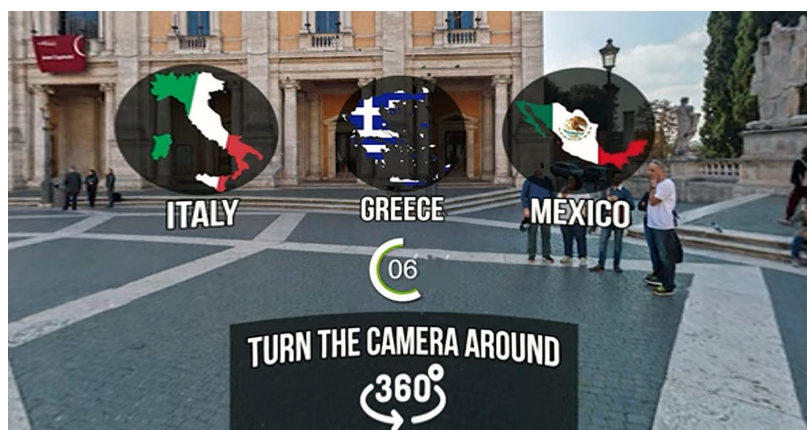 ITALY
GREECE
MEXICO
06
TURN THE CAMERA AROUND
360°